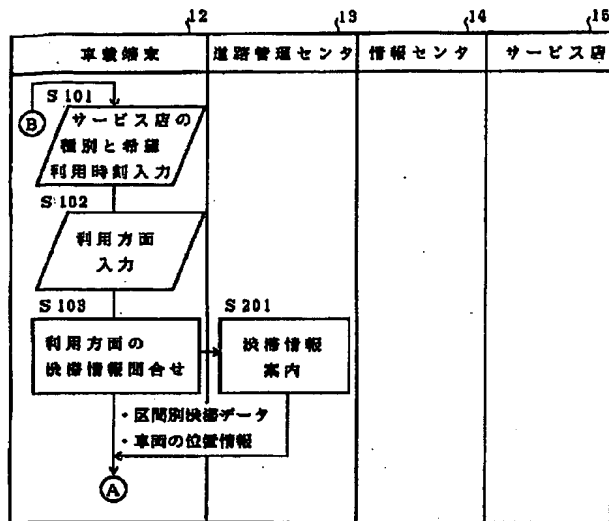 12
13
14
15
車載端末
道路管理センタ
情報センタ
サービス店
S101
B
サービス店の
種別と希望
利用時刻入力
S102
利用方面
入力
S103
S201
利用方面の
渋滞情報問合せ
渋滞情報
案内
・区間別渋滞データ
・車両の位置情報
A